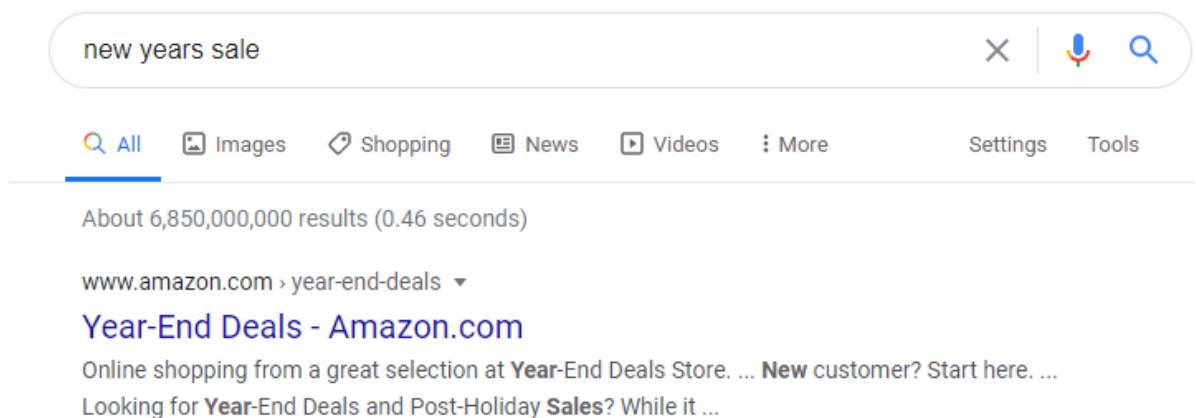 new years sale
All Images Shopping News Videos More Settings Tools
About 6,850,000,000 results (0.46 seconds)
www.amazon.com › year-end-deals
Year-End Deals - Amazon.com
Online shopping from a great selection at Year-End Deals Store. ... New customer? Start here. ...
Looking for Year-End Deals and Post-Holiday Sales? While it ...